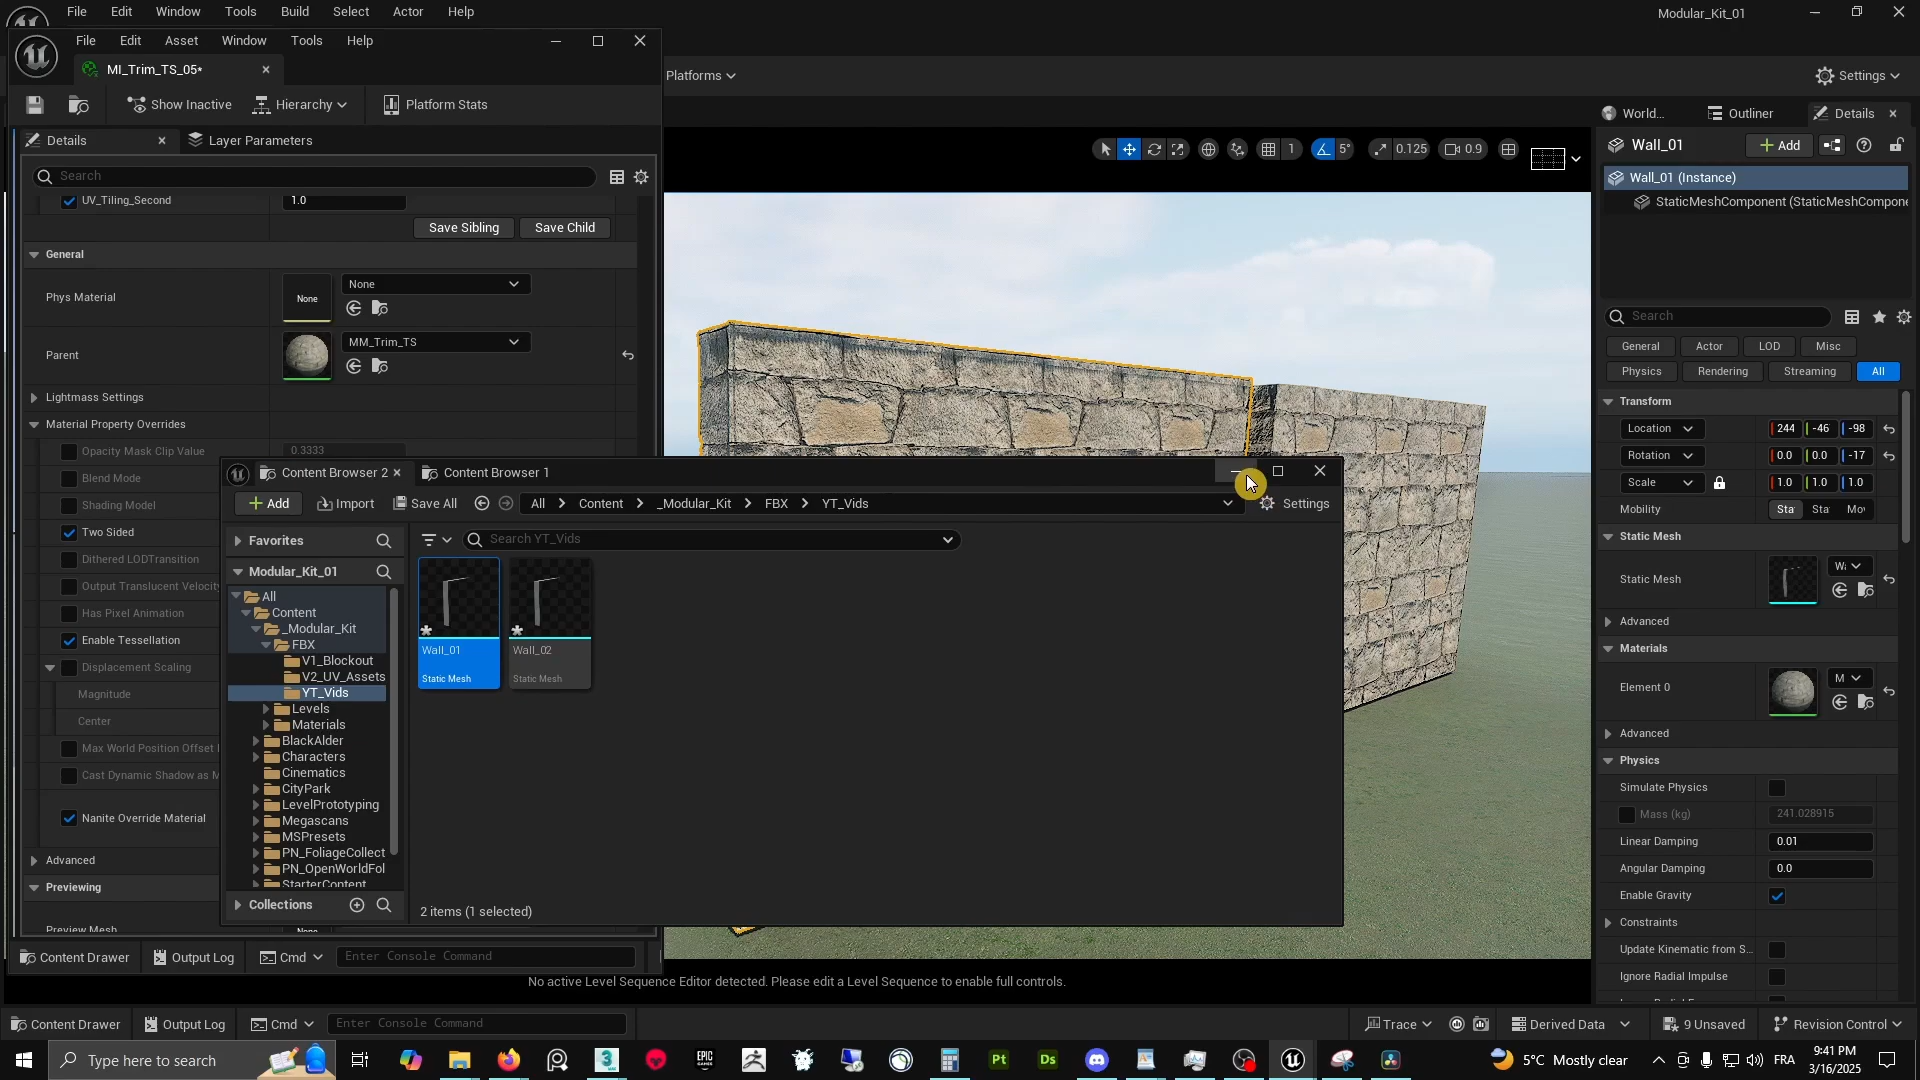 File Edit Window Tools Build Select Actor Help
Modular_Kit_01
File Edit Asset Window Tools Help
MI_Trim_TS_05*
Platforms
Settings
Show Inactive
Hierarchy
Platform Stats
World...
Outliner
Details
Details
Layer Parameters
Wall_01
Add
1
5°
0.125
0.9
Search
Wall_01 (Instance)
StaticMeshComponent (StaticMeshCompone
UV_Tiling_Second
1.0
Save Sibling
Save Child
General
Phys Material
None
None
Parent
MM_Trim_TS
Lightmass Settings
Material Property Overrides
Opacity Mask Clip Value
0.3333
Blend Mode
Shading Model
Two Sided
Dithered LODTransition
Output Translucent Velocity
Has Pixel Animation
Enable Tessellation
Displacement Scaling
Magnitude
Center
Max World Position Offset
Cast Dynamic Shadow as M
Nanite Override Material
Advanced
Previewing
Preview Mesh
None
Content Drawer
Output Log
Cmd
Enter Console Command
Content Browser 2
Content Browser 1
Add
Import
Save All
All
Content
_Modular_Kit
FBX
YT_Vids
Settings
Favorites
Search YT_Vids
Modular_Kit_01
All
Content
_Modular_Kit
FBX
V1_Blockout
V2_UV_Assets
YT_Vids
Levels
Materials
BlackAlder
Characters
Cinematics
CityPark
LevelPrototyping
Megascans
MSPresets
PN_FoliageCollect
PN_OpenWorldFol
StarterContent
Collections
Wall_01
Static Mesh
Wall_02
Static Mesh
2 items (1 selected)
Search
General
Actor
LOD
Misc
Physics
Rendering
Streaming
All
Transform
Location
244
-46
-98
Rotation
0.0
0.0
-17
Scale
1.0
1.0
1.0
Mobility
Sta
Sta
Mov
Static Mesh
Static Mesh
Wa
Advanced
Materials
Element 0
M
Advanced
Physics
Simulate Physics
Mass (kg)
241.028915
Linear Damping
0.01
Angular Damping
0.0
Enable Gravity
Constraints
Update Kinematic from S...
Ignore Radial Impulse
No active Level Sequence Editor detected. Please edit a Level Sequence to enable full controls.
Content Drawer
Output Log
Cmd
Enter Console Command
Trace
Derived Data
9 Unsaved
Revision Control
Type here to search
EPIC GAMES
Pt
Ds
5°C Mostly clear
FRA
9:41 PM
3/16/2025